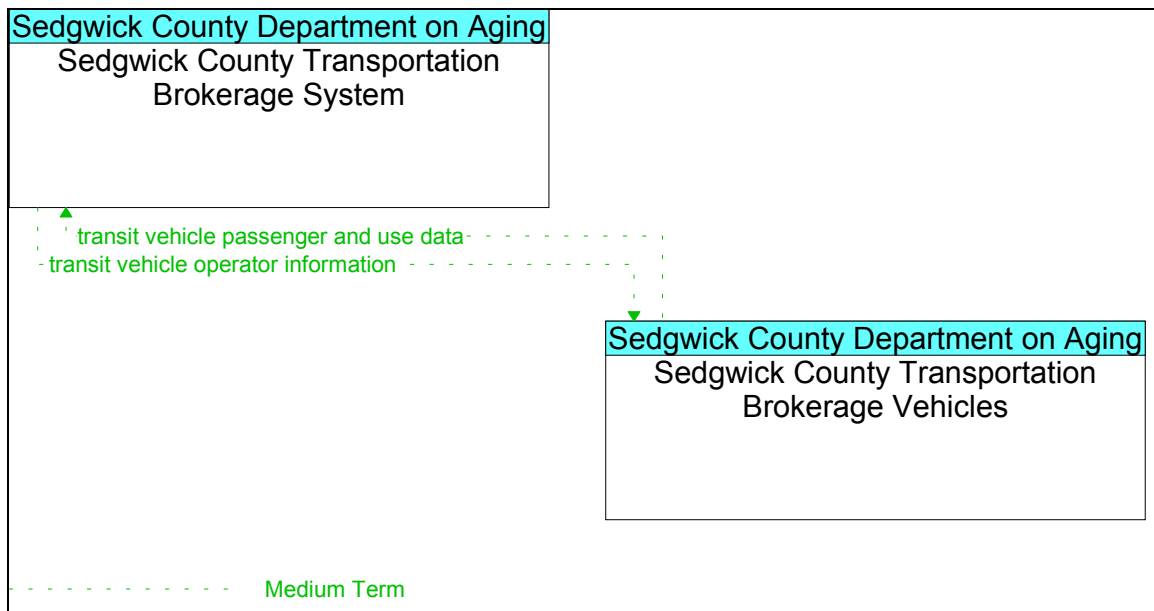 Sedgwick County Department on Aging
Sedgwick County Transportation
Brokerage System
transit vehicle passenger and use data
transit vehicle operator information
Sedgwick County Department on Aging
Sedgwick County Transportation
Brokerage Vehicles
Medium Term